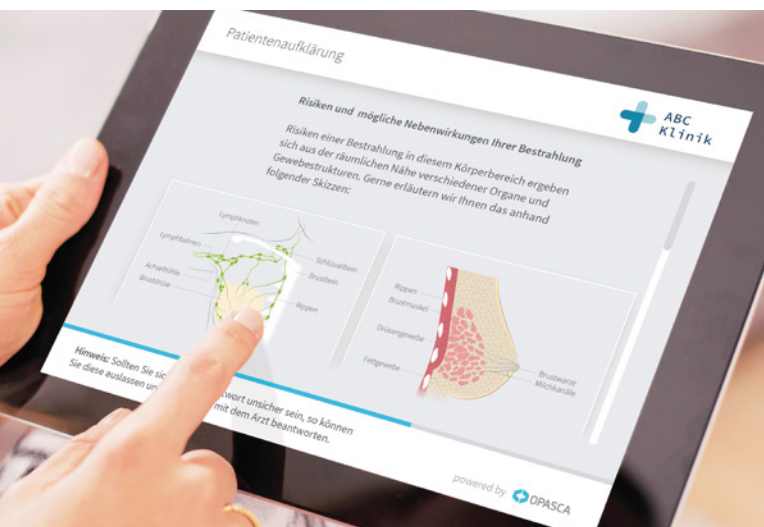 Patientenaufklärung
ABC
Klinik
Risiken und mögliche Nebenwirkungen Ihrer Bestrahlung
Risiken einer Bestrahlung in diesem Körperbereich ergeben
sich aus der räumlichen Nähe verschiedener Organe und
Gewebestrukturen. Gerne erläutern wir Ihnen das anhand
folgender Skizzen:
Lymphknoten
Lymphbahnen
Achselhöhle
Brustdrüse
Schlüsselbein
Brustbein
Rippen
Rippen
Brustmuskel
Drüsengewebe
Fettgewebe
Brustwarze
Milchkanäle
Hinweis: Sollten Sie sich wort unsicher sein, so können
Sie diese auslassen un mit dem Arzt beantworten.
powered by OPASCA